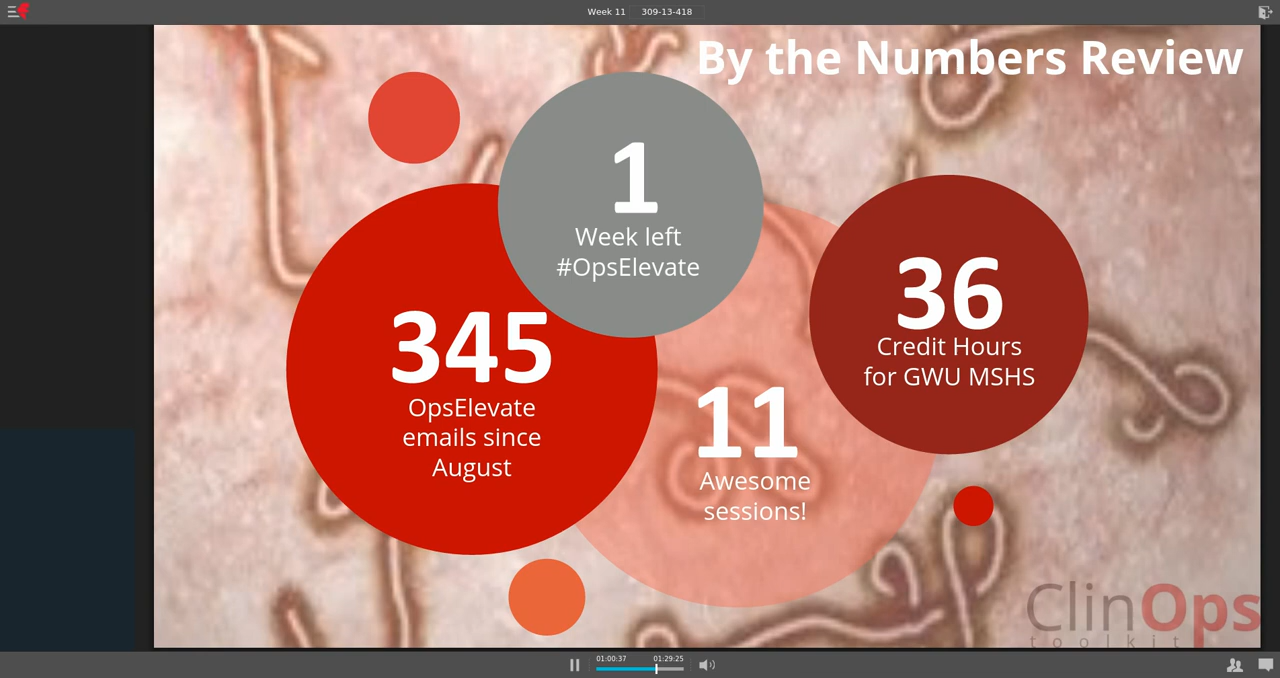 Week 11 309-13-418
By the Numbers Review
1
Week left
#OpsElevate
345
OpsElevate
emails since
August
36
Credit Hours
for GWU MSHS
11
Awesome
sessions!
ClinOps
toolkit
01:00:37 01:29:25